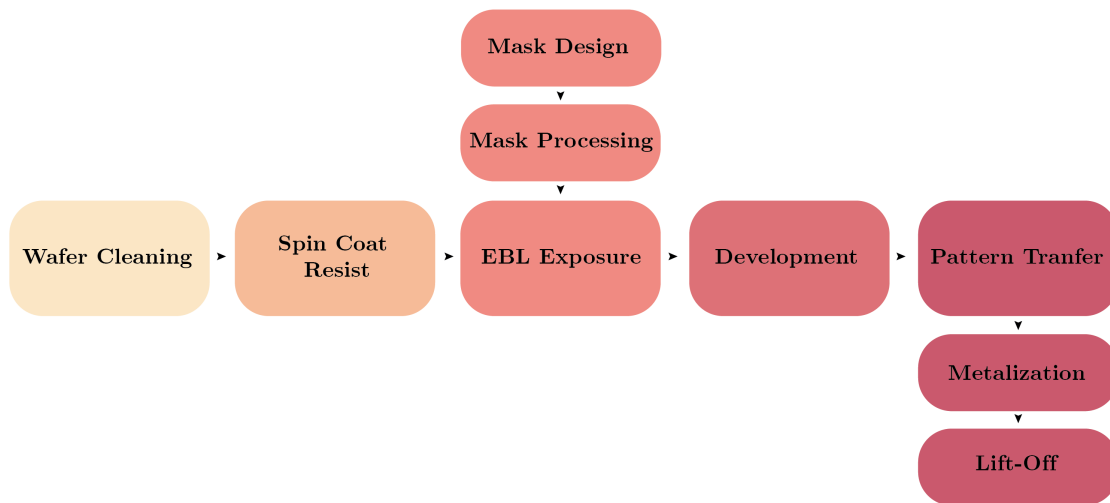 Mask Design
Mask Processing
Wafer Cleaning
Spin Coat
Resist
EBL Exposure
Development
Pattern Tranfer
Metalization
Lift-Off